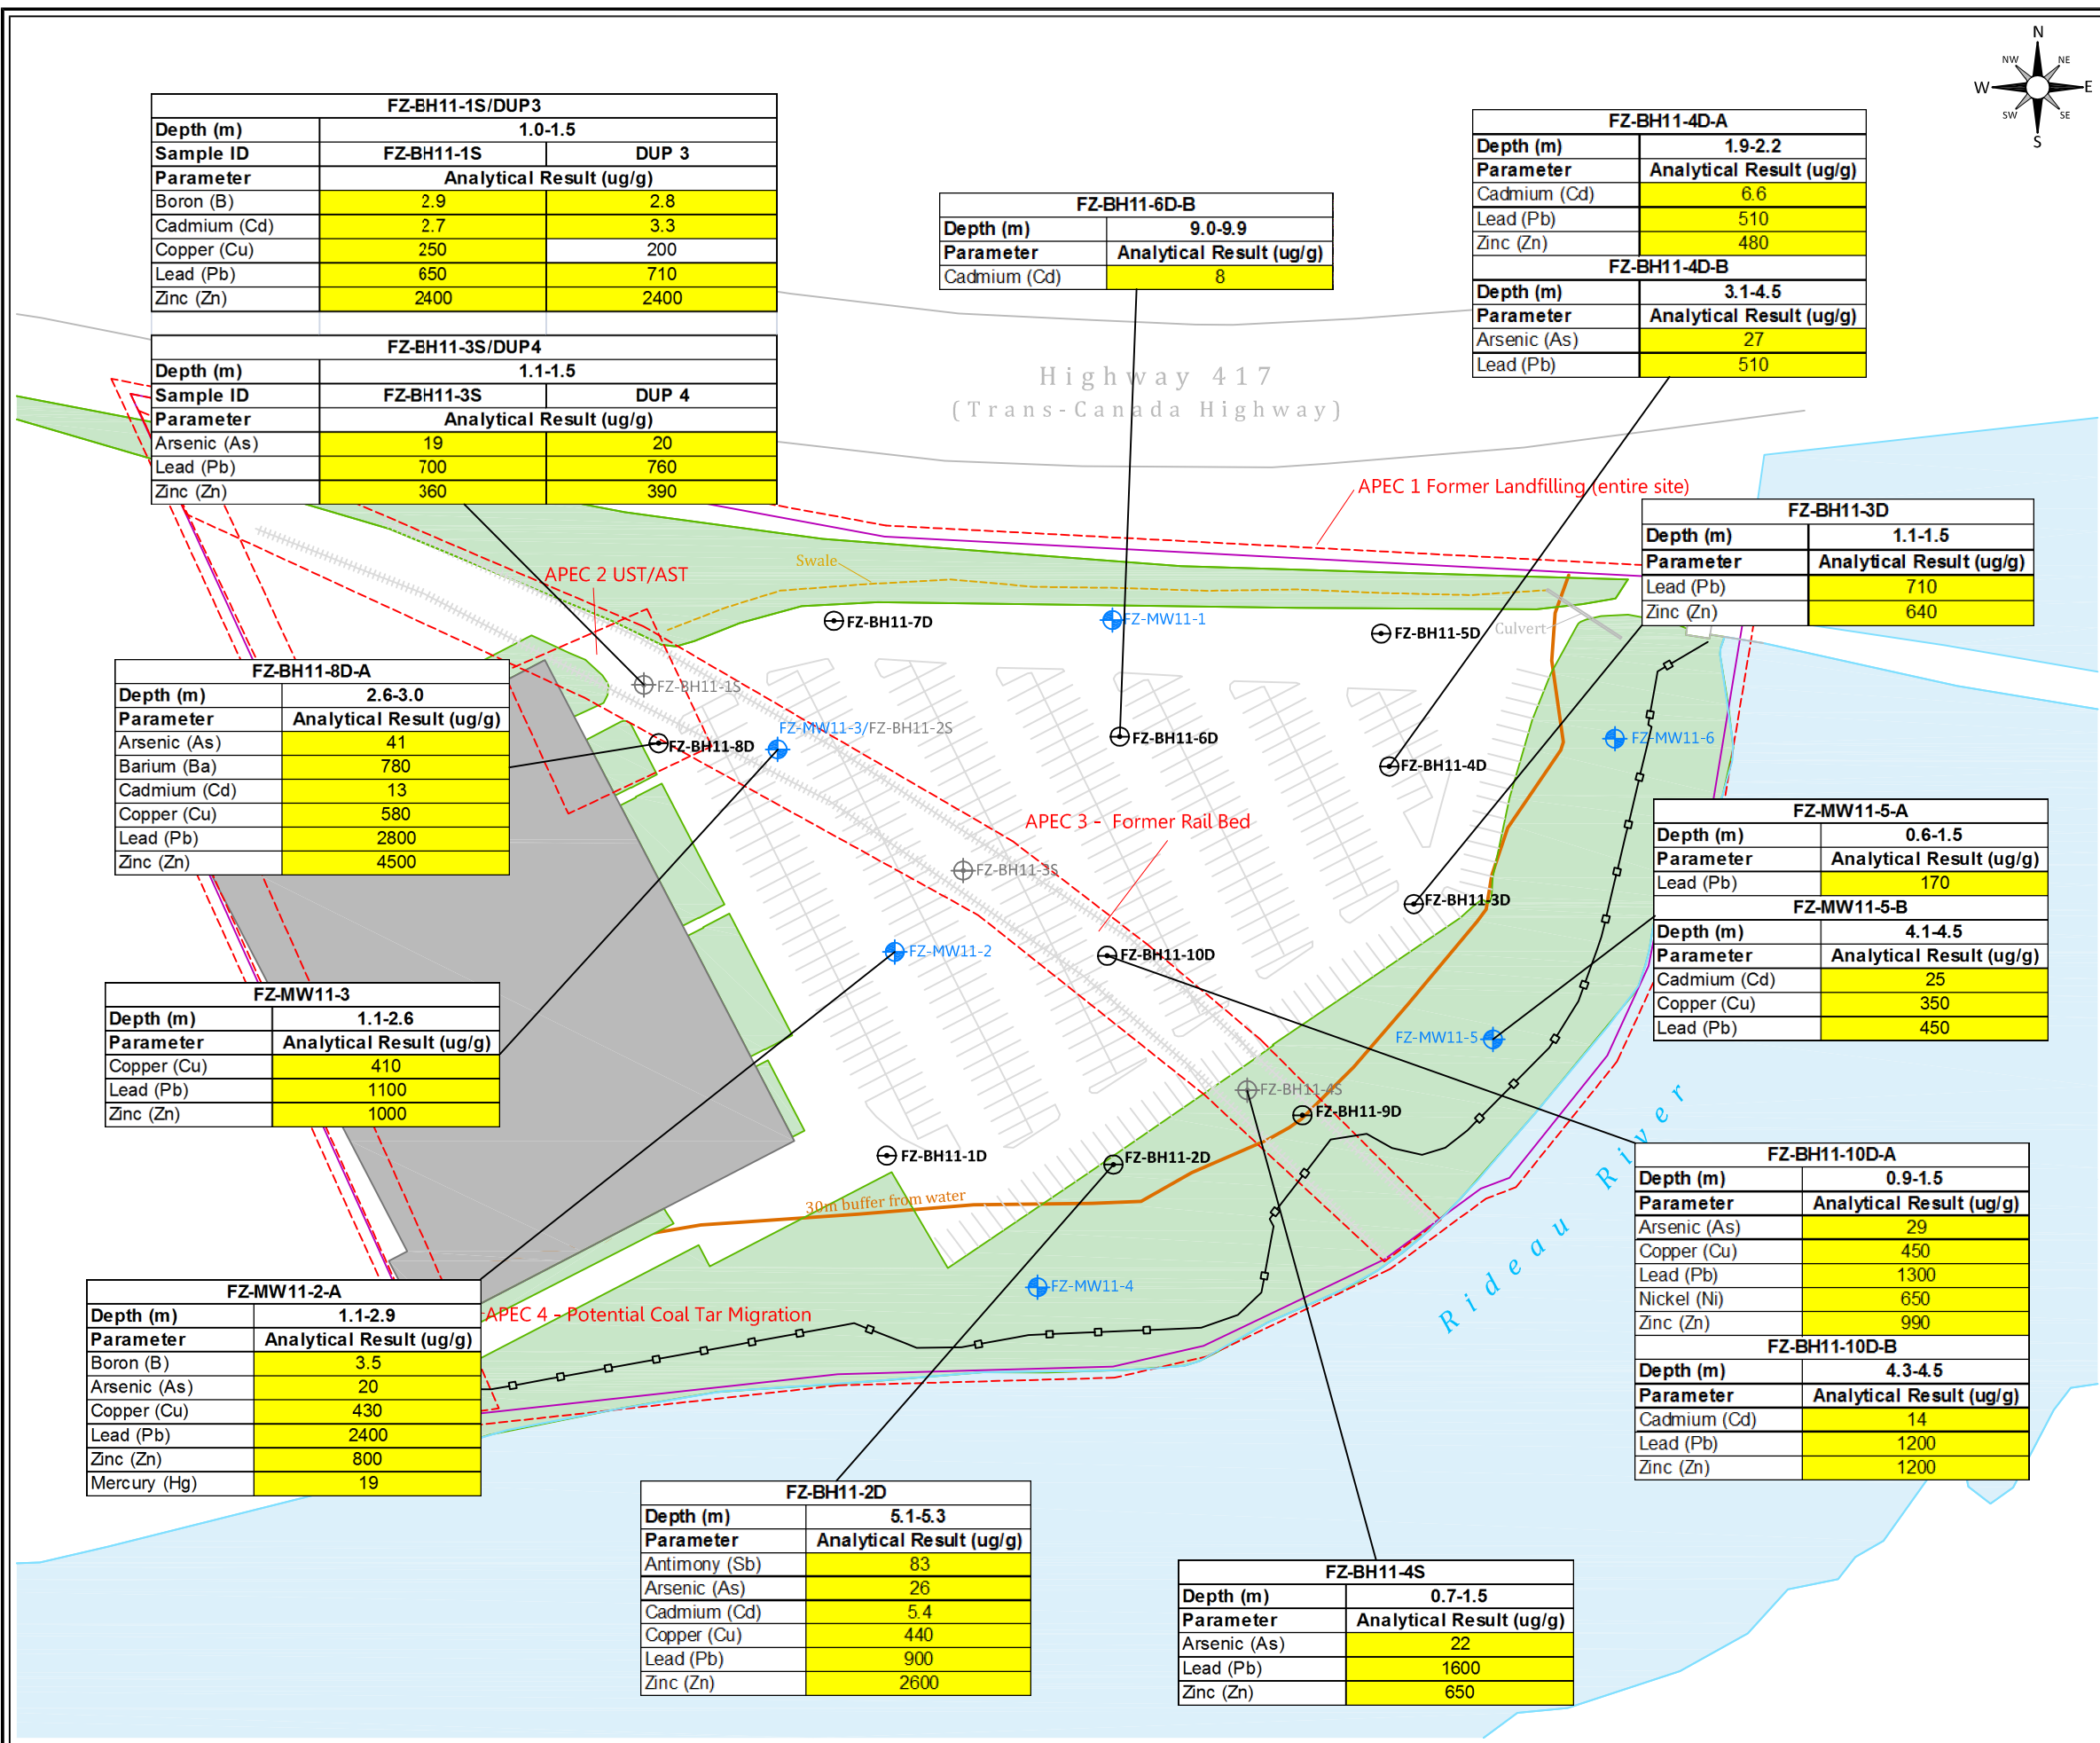 N
NW NE
W E
SW SE
S
FZ-BH11-1S/DUP3
Depth (m) 1.0-1.5
Sample ID FZ-BH11-1S DUP 3
Parameter Analytical Result (ug/g)
Boron (B) 2.9 2.8
Cadmium (Cd) 2.7 3.3
Copper (Cu) 250 200
Lead (Pb) 650 710
Zinc (Zn) 2400 2400
FZ-BH11-3S/DUP4
Depth (m) 1.1-1.5
Sample ID FZ-BH11-3S DUP 4
Parameter Analytical Result (ug/g)
Arsenic (As) 19 20
Lead (Pb) 700 760
Zinc (Zn) 360 390
FZ-BH11-6D-B
Depth (m) 9.0-9.9
Parameter Analytical Result (ug/g)
Cadmium (Cd) 8
FZ-BH11-4D-A
Depth (m) 1.9-2.2
Parameter Analytical Result (ug/g)
Cadmium (Cd) 6.6
Lead (Pb) 510
Zinc (Zn) 480
FZ-BH11-4D-B
Depth (m) 3.1-4.5
Parameter Analytical Result (ug/g)
Arsenic (As) 27
Lead (Pb) 510
Highway 417
(Trans-Canada Highway)
APEC 1 Former Landfilling (entire site)
FZ-BH11-3D
Depth (m) 1.1-1.5
Parameter Analytical Result (ug/g)
Lead (Pb) 710
Zinc (Zn) 640
Swale
APEC 2 UST/AST
FZ-BH11-7D
FZ-MW11-1
FZ-BH11-5D
Culvert
FZ-BH11-1S
FZ-MW11-3/FZ-BH11-2S
FZ-BH11-8D
FZ-BH11-6D
FZ-BH11-4D
FZ-MW11-6
FZ-BH11-8D-A
Depth (m) 2.6-3.0
Parameter Analytical Result (ug/g)
Arsenic (As) 41
Barium (Ba) 780
Cadmium (Cd) 13
Copper (Cu) 580
Lead (Pb) 2800
Zinc (Zn) 4500
APEC 3 - Former Rail Bed
FZ-BH11-3S
FZ-BH11-3D
FZ-MW11-2
FZ-BH11-10D
FZ-MW11-5-A
Depth (m) 0.6-1.5
Parameter Analytical Result (ug/g)
Lead (Pb) 170
FZ-MW11-5-B
Depth (m) 4.1-4.5
Parameter Analytical Result (ug/g)
Cadmium (Cd) 25
Copper (Cu) 350
Lead (Pb) 450
FZ-MW11-3
Depth (m) 1.1-2.6
Parameter Analytical Result (ug/g)
Copper (Cu) 410
Lead (Pb) 1100
Zinc (Zn) 1000
FZ-MW11-5
FZ-BH11-4S
FZ-BH11-9D
FZ-BH11-1D
FZ-BH11-2D
30m buffer from water
Rideau River
FZ-MW11-4
APEC 4 - Potential Coal Tar Migration
FZ-BH11-10D-A
Depth (m) 0.9-1.5
Parameter Analytical Result (ug/g)
Arsenic (As) 29
Copper (Cu) 450
Lead (Pb) 1300
Nickel (Ni) 650
Zinc (Zn) 990
FZ-BH11-10D-B
Depth (m) 4.3-4.5
Parameter Analytical Result (ug/g)
Cadmium (Cd) 14
Lead (Pb) 1200
Zinc (Zn) 1200
FZ-MW11-2-A
Depth (m) 1.1-2.9
Parameter Analytical Result (ug/g)
Boron (B) 3.5
Arsenic (As) 20
Copper (Cu) 430
Lead (Pb) 2400
Zinc (Zn) 800
Mercury (Hg) 19
FZ-BH11-2D
Depth (m) 5.1-5.3
Parameter Analytical Result (ug/g)
Antimony (Sb) 83
Arsenic (As) 26
Cadmium (Cd) 5.4
Copper (Cu) 440
Lead (Pb) 900
Zinc (Zn) 2600
FZ-BH11-4S
Depth (m) 0.7-1.5
Parameter Analytical Result (ug/g)
Arsenic (As) 22
Lead (Pb) 1600
Zinc (Zn) 650